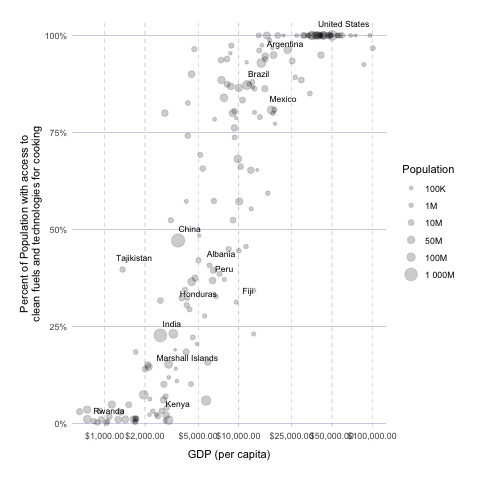 United States
100%
Argentina
Brazil
Mexico
75%
Percent of Population with access to
clean fuels and technologies for cooking
Population
100K
1M
10M
50M
100M
1 000M
50%
China
Albania
Tajikistan
Peru
Honduras
Fiji
25%
India
Marshall Islands
Kenya
Rwanda
0%
$1,000.00 $2,000.00 $5,000.00 $10,000.00 $25,000.00 $50,000.00 $100,000.00
GDP (per capita)